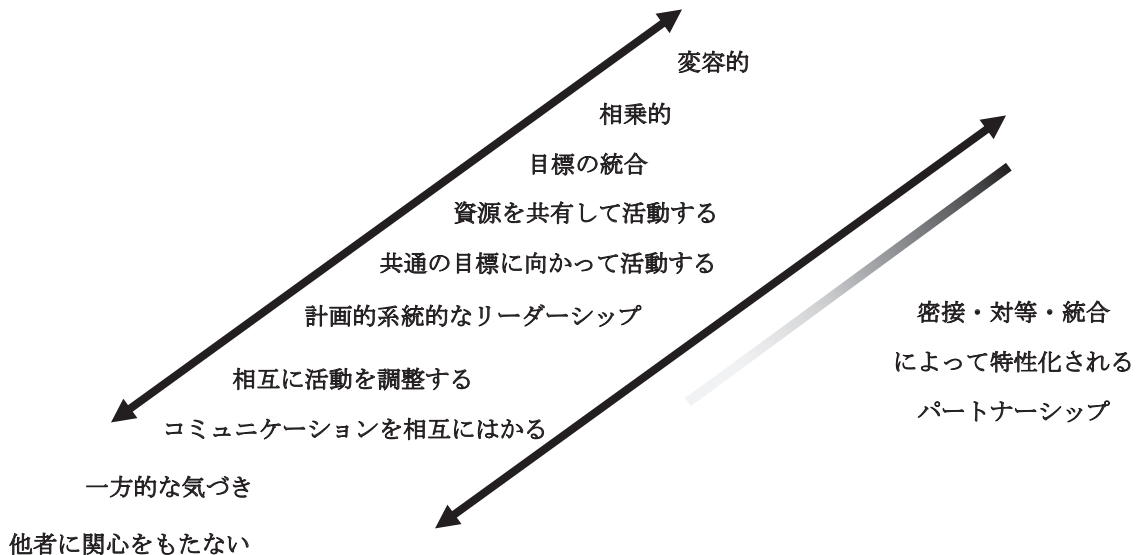 変容的
相乗的
目標の統合
資源を共有して活動する
共通の目標に向かって活動する
計画的系統的なリーダーシップ
相互に活動を調整する
コミュニケーションを相互にはかる
一方的な気づき
他者に関心をもたない
密接・対等・統合
によって特性化される
パートナーシップ